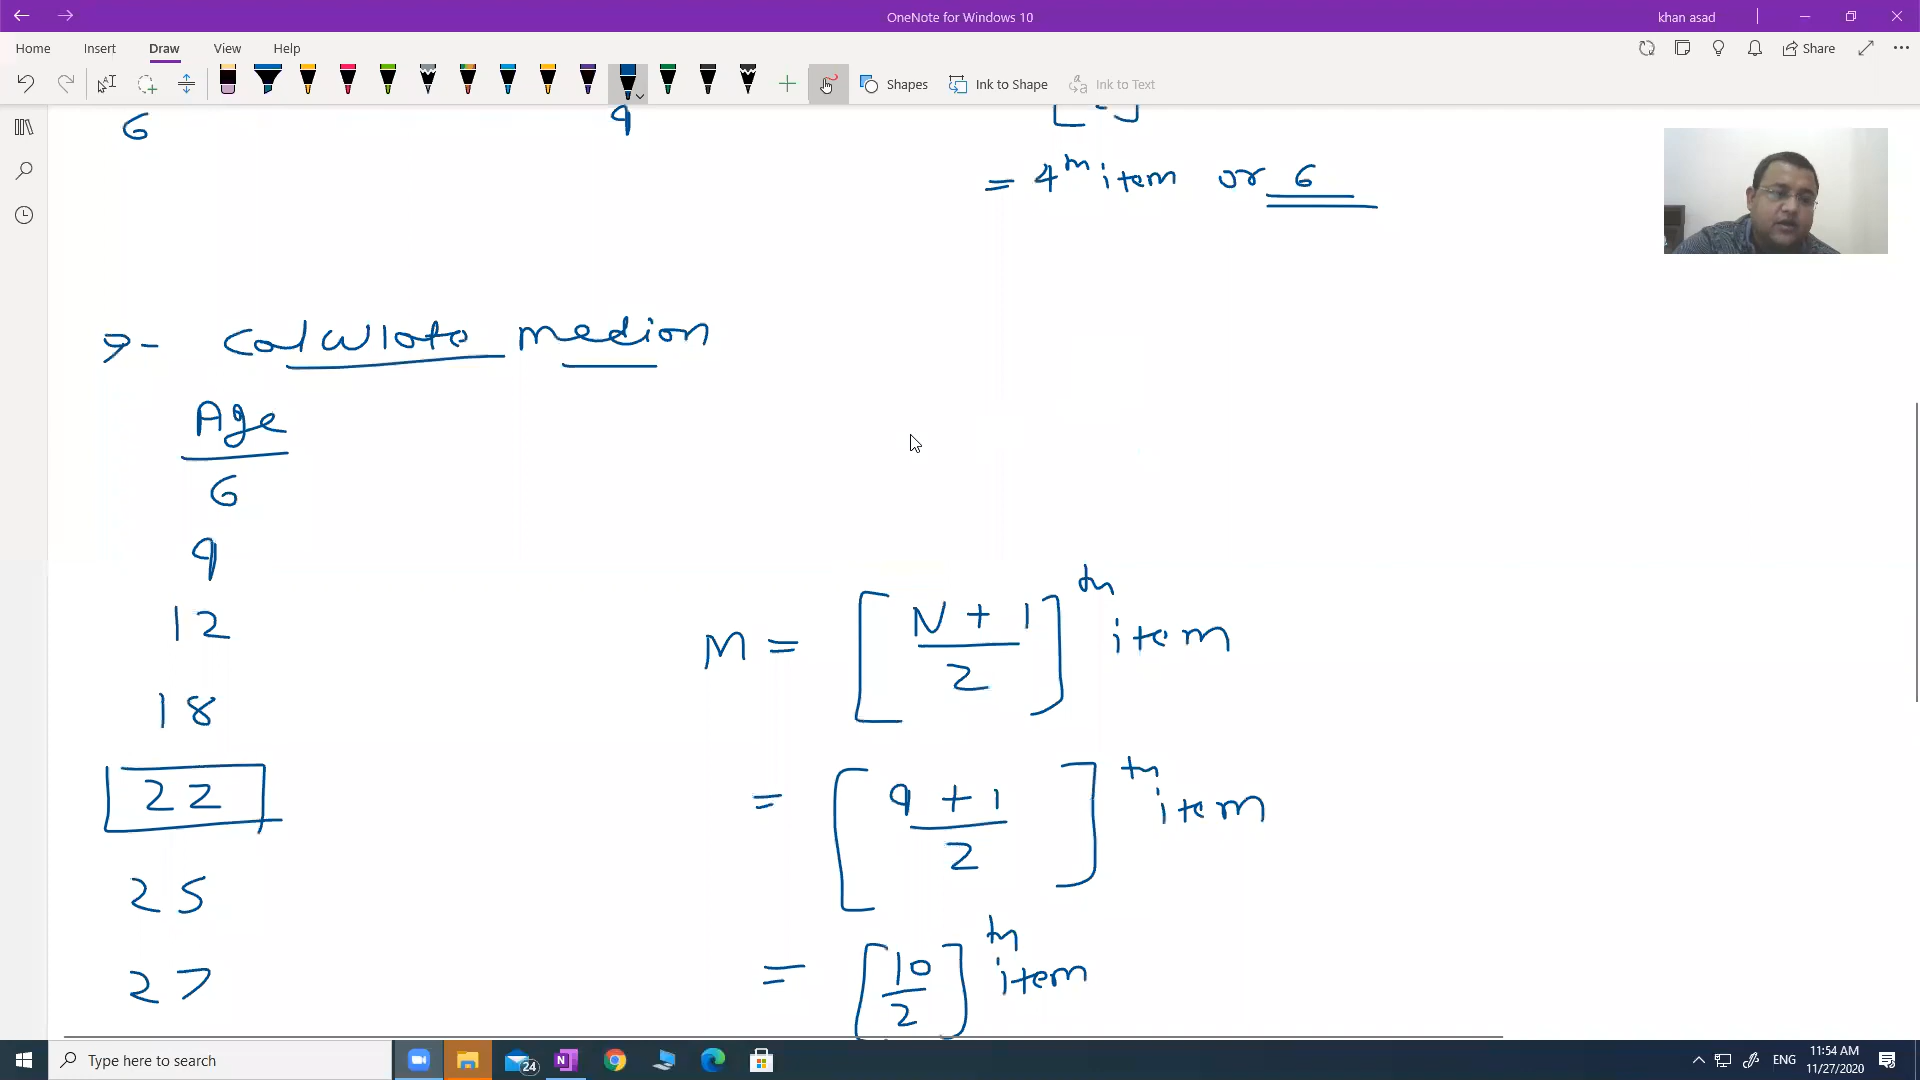 OneNote for Windows 10
khan asad
Home Insert Draw View Help
Share
Shapes
Ink to Shape
Ink to Text
6 9
= 4th item or 6
Calculate median
Age
6
9
12
18
22
25
27
M = [N + 1 / 2] th item
= [9 + 1 / 2] th item
= [10 / 2] th item
Type here to search
24
ENG
11:54 AM
11/27/2020